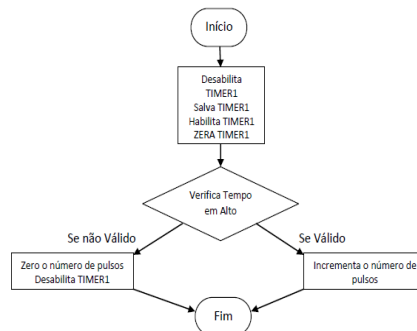 Início
Desabilita
TIMER1
Salva TIMER1
Habilita TIMER1
ZERA TIMER1
Verifica Tempo
em Alto
Se não Válido
Se Válido
Zero o número de pulsos
Desabilita TIMER1
Incrementa o número de
pulsos
Fim